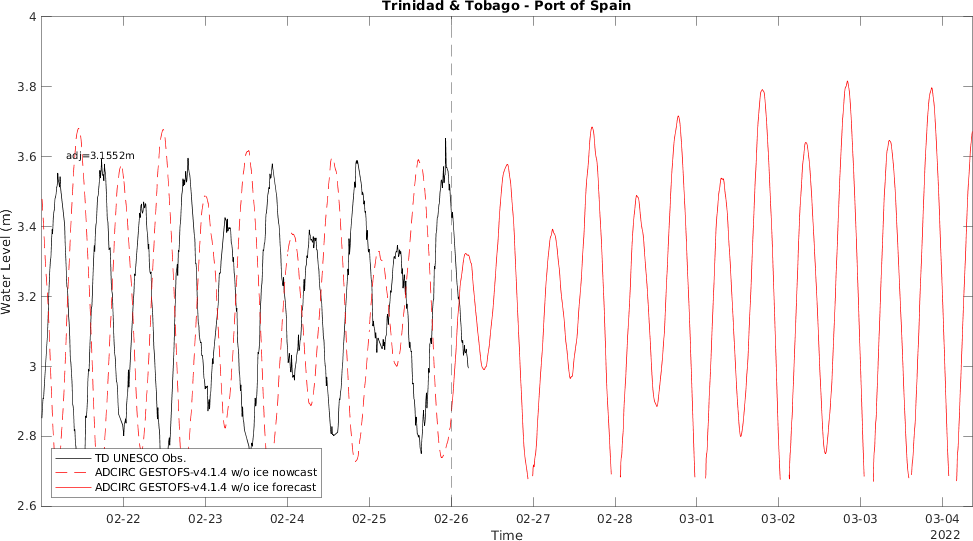 Trinidad & Tobago - Port of Spain
4
3.8
3.6
3.4
3.2
3
2.8
2.6
Water Level (m)
adj=3.1552m
TD UNESCO Obs.
ADCIRC GESTOFS-v4.1.4 w/o ice nowcast
ADCIRC GESTOFS-v4.1.4 w/o ice forecast
02-22 02-23 02-24 02-25 02-26 02-27 02-28 03-01 03-02 03-03 03-04
Time
2022